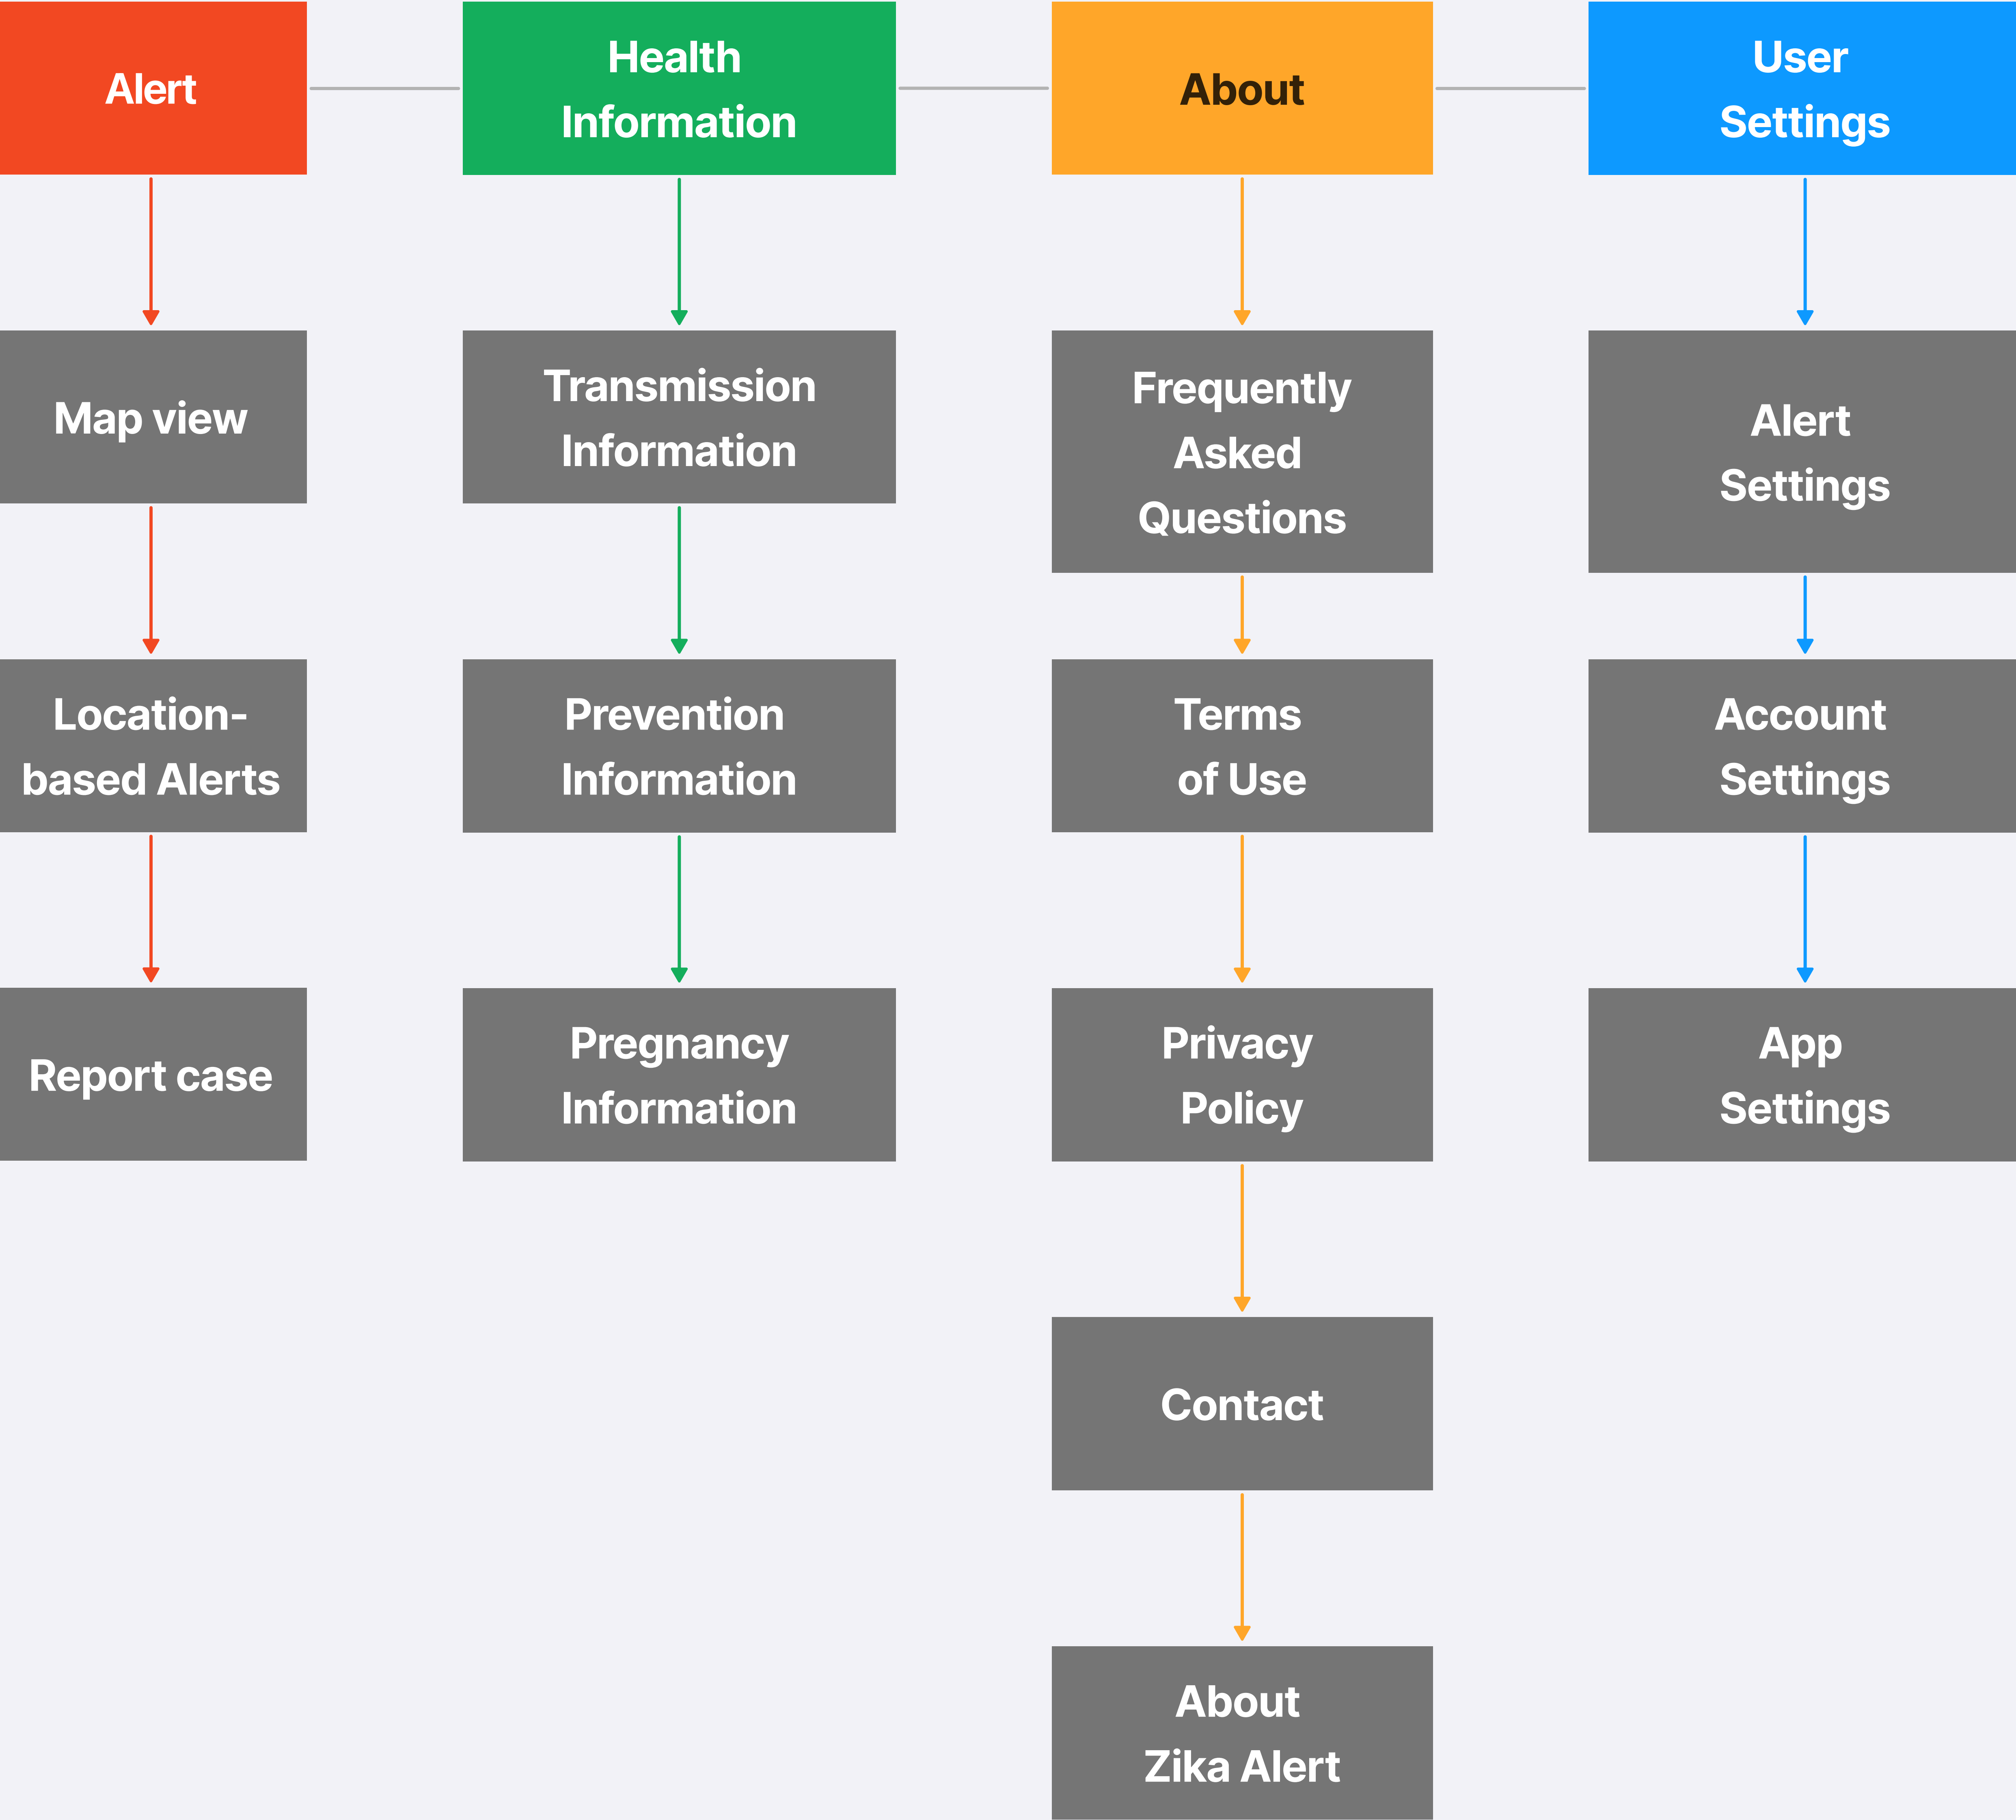 Alert
Health
Information
About
User
Settings
Map view
Transmission
Information
Frequently
Asked
Questions
Alert
Settings
Location-
based Alerts
Prevention
Information
Terms
of Use
Account
Settings
Report case
Pregnancy
Information
Privacy
Policy
App
Settings
Contact
About
Zika Alert